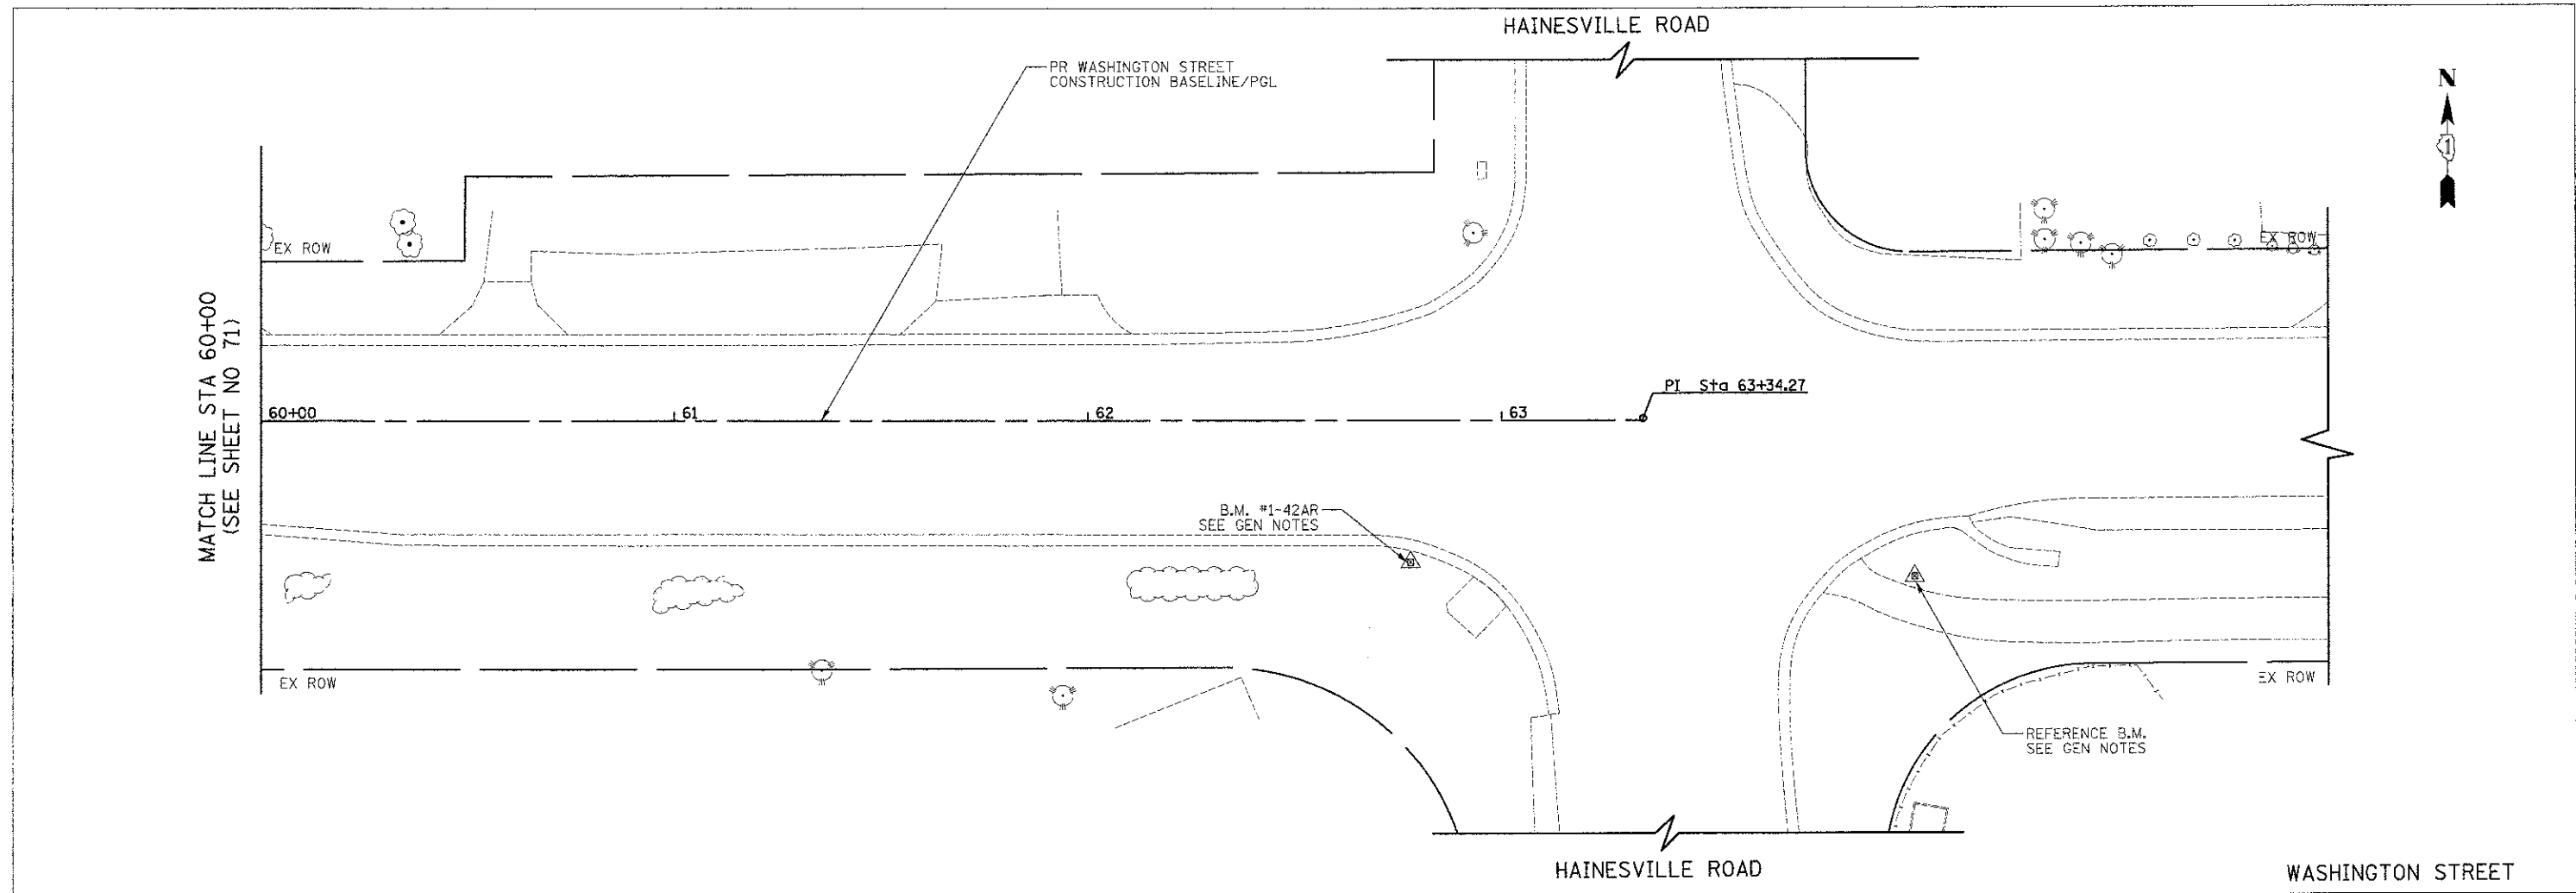 HAINESVILLE ROAD
PR WASHINGTON STREET
CONSTRUCTION BASELINE/PGL
N
1
EX ROW
EX ROW
MATCH LINE STA 60+00
(SEE SHEET NO 71)
PI Sta 63+34.27
60+00
61
62
63
B.M. #1-42AR
SEE GEN NOTES
EX ROW
EX ROW
REFERENCE B.M.
SEE GEN NOTES
HAINESVILLE ROAD
WASHINGTON STREET